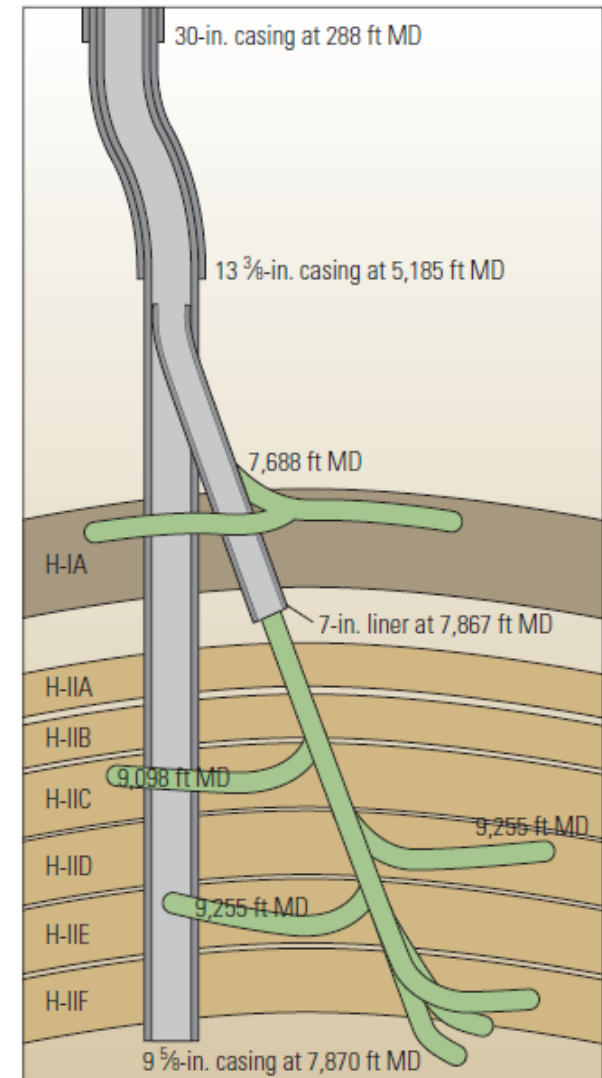 30-in. casing at 288 ft MD
13 ⅜-in. casing at 5,185 ft MD
7,688 ft MD
H-IA
7-in. liner at 7,867 ft MD
H-IIA
H-IIB
9,098 ft MD
H-IIC
9,255 ft MD
H-IID
9,255 ft MD
H-IIE
H-IIF
9 ⅝-in. casing at 7,870 ft MD